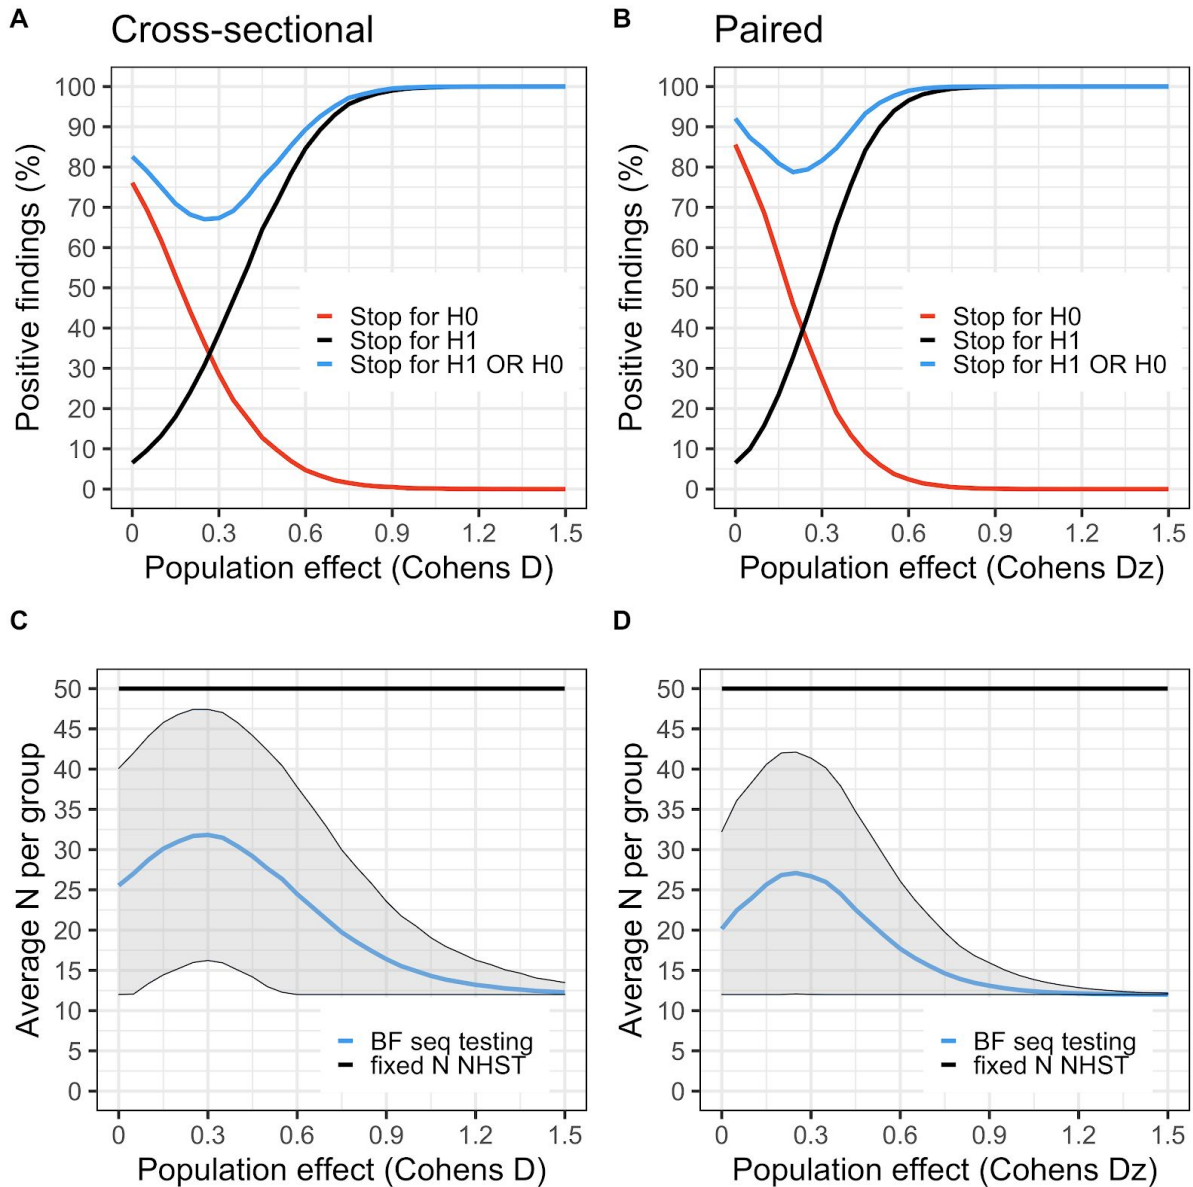 A
Cross-sectional
Positive findings (%)
100
90
80
70
60
50
40
30
20
10
0
Stop for H0
Stop for H1
Stop for H1 OR H0
0 0.3 0.6 0.9 1.2 1.5
Population effect (Cohens D)
B
Paired
Positive findings (%)
100
90
80
70
60
50
40
30
20
10
0
Stop for H0
Stop for H1
Stop for H1 OR H0
0 0.3 0.6 0.9 1.2 1.5
Population effect (Cohens Dz)
C
Average N per group
50
45
40
35
30
25
20
15
10
5
0
BF seq testing
fixed N NHST
0 0.3 0.6 0.9 1.2 1.5
Population effect (Cohens D)
D
Average N per group
50
45
40
35
30
25
20
15
10
5
0
BF seq testing
fixed N NHST
0 0.3 0.6 0.9 1.2 1.5
Population effect (Cohens Dz)